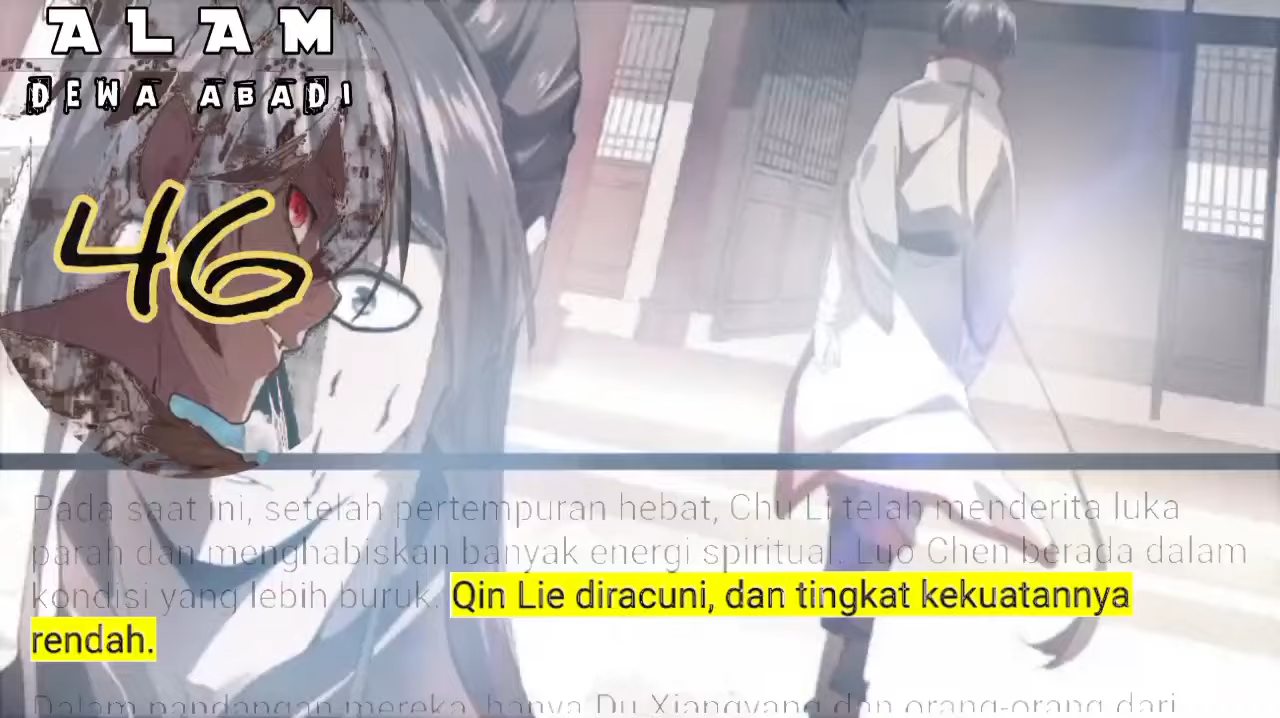 ALAM
DEWA ABADI
46
Pada saat ini, setelah pertempuran hebat, Chu Li telah menderita luka
parah dan menghabiskan banyak energi spiritual. Luo Chen berada dalam
kondisi yang lebih buruk. Qin Lie diracuni, dan tingkat kekuatannya
rendah.
Dalam pandangan mereka, hanya Du Xiangyang dan orang-orang dari